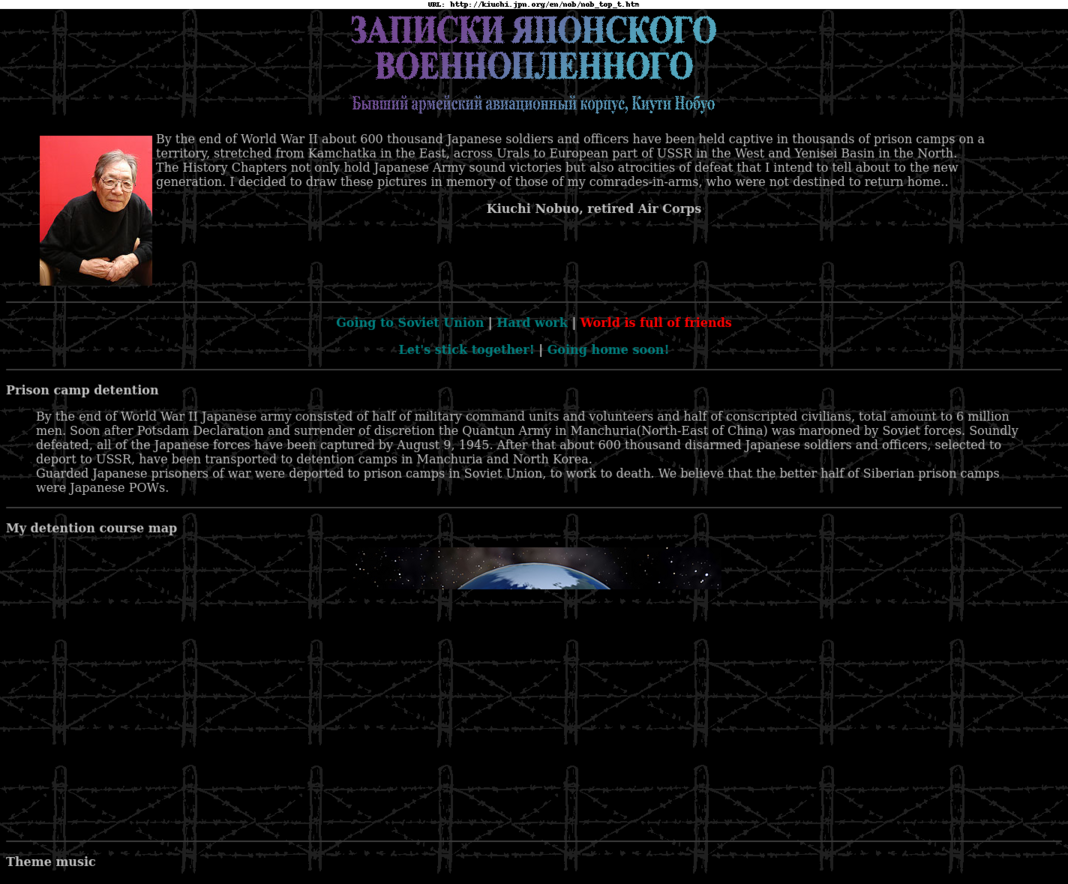 URL: http://kiuchi.jpn.org/en/nob/nob_top_t.htm
ЗАПИСКИ ЯПОНСКОГО
ВОЕННОПЛЕННОГО
Бывший армейский авиационный корпус, Киути Нобуо
By the end of World War II about 600 thousand Japanese soldiers and officers have been held captive in thousands of prison camps on a
territory, stretched from Kamchatka in the East, across Urals to European part of USSR in the West and Yenisei Basin in the North.
The History Chapters not only hold Japanese Army sound victories but also atrocities of defeat that I intend to tell about to the new
generation. I decided to draw these pictures in memory of those of my comrades-in-arms, who were not destined to return home..
Kiuchi Nobuo, retired Air Corps
Going to Soviet Union | Hard work | World is full of friends
Let's stick together! | Going home soon!
Prison camp detention
By the end of World War II Japanese army consisted of half of military command units and volunteers and half of conscripted civilians, total amount to 6 million
men. Soon after Potsdam Declaration and surrender of discretion the Quantun Army in Manchuria(North-East of China) was marooned by Soviet forces. Soundly
defeated, all of the Japanese forces have been captured by August 9, 1945. After that about 600 thousand disarmed Japanese soldiers and officers, selected to
deport to USSR, have been transported to detention camps in Manchuria and North Korea.
Guarded Japanese prisoners of war were deported to prison camps in Soviet Union, to work to death. We believe that the better half of Siberian prison camps
were Japanese POWs.
My detention course map
Theme music